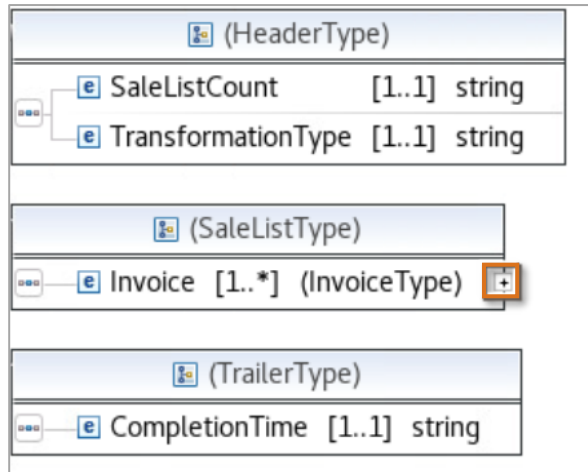 (HeaderType)
e SaleListCount [1..1] string
e TransformationType [1..1] string
(SaleListType)
e Invoice [1..*] (InvoiceType) +
(TrailerType)
e CompletionTime [1..1] string